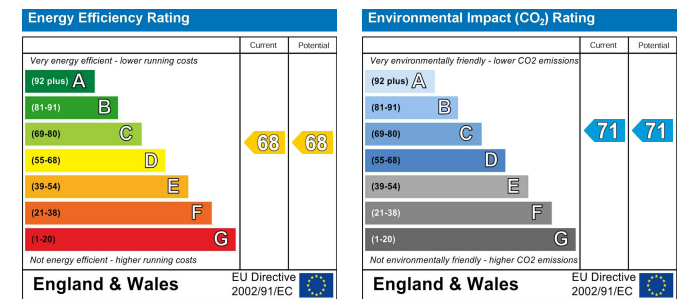 Energy Efficiency Rating
Current Potential
Very energy efficient - lower running costs
(92 plus) A
(81-91) B
(69-80) C
(55-68) D
(39-54) E
(21-38) F
(1-20) G
68 68
Not energy efficient - higher running costs
England & Wales
EU Directive
2002/91/EC
Environmental Impact (CO2) Rating
Current Potential
Very environmentally friendly - lower CO2 emissions
(92 plus) A
(81-91) B
(69-80) C
(55-68) D
(39-54) E
(21-38) F
(1-20) G
71 71
Not environmentally friendly - higher CO2 emissions
England & Wales
EU Directive
2002/91/EC